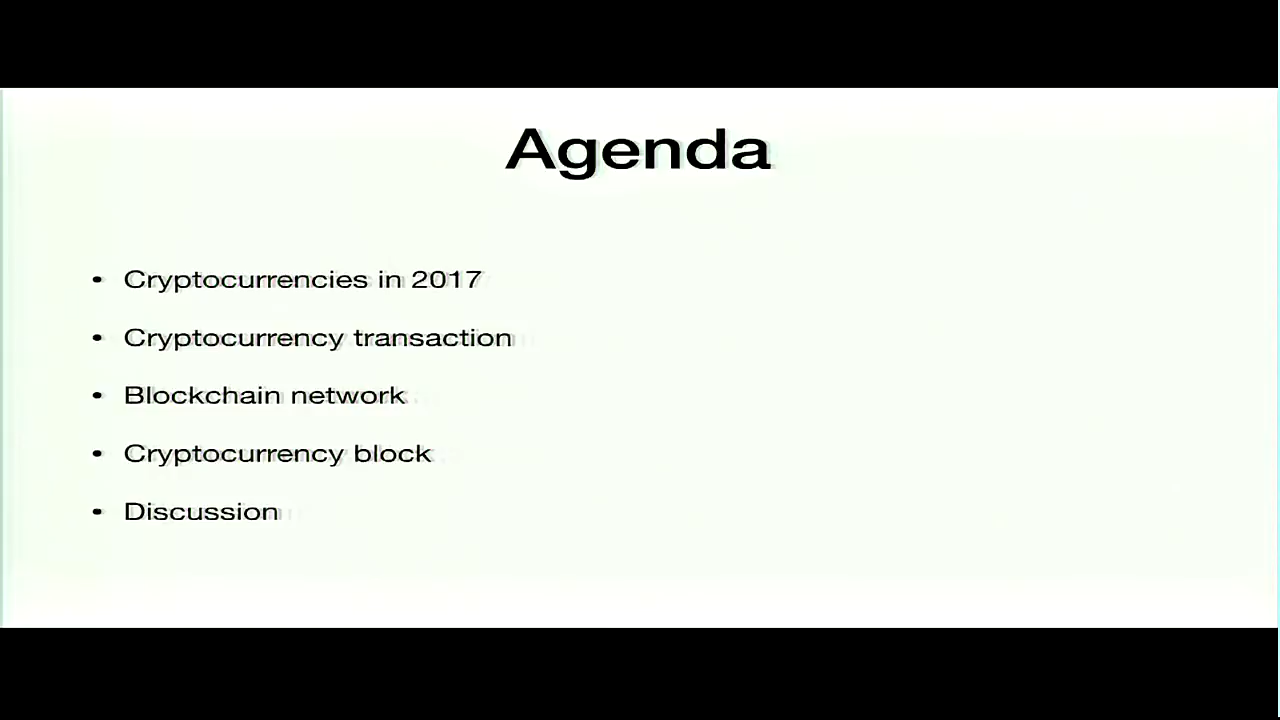 Agenda
• Cryptocurrencies in 2017
• Cryptocurrency transaction
• Blockchain network
• Cryptocurrency block
• Discussion